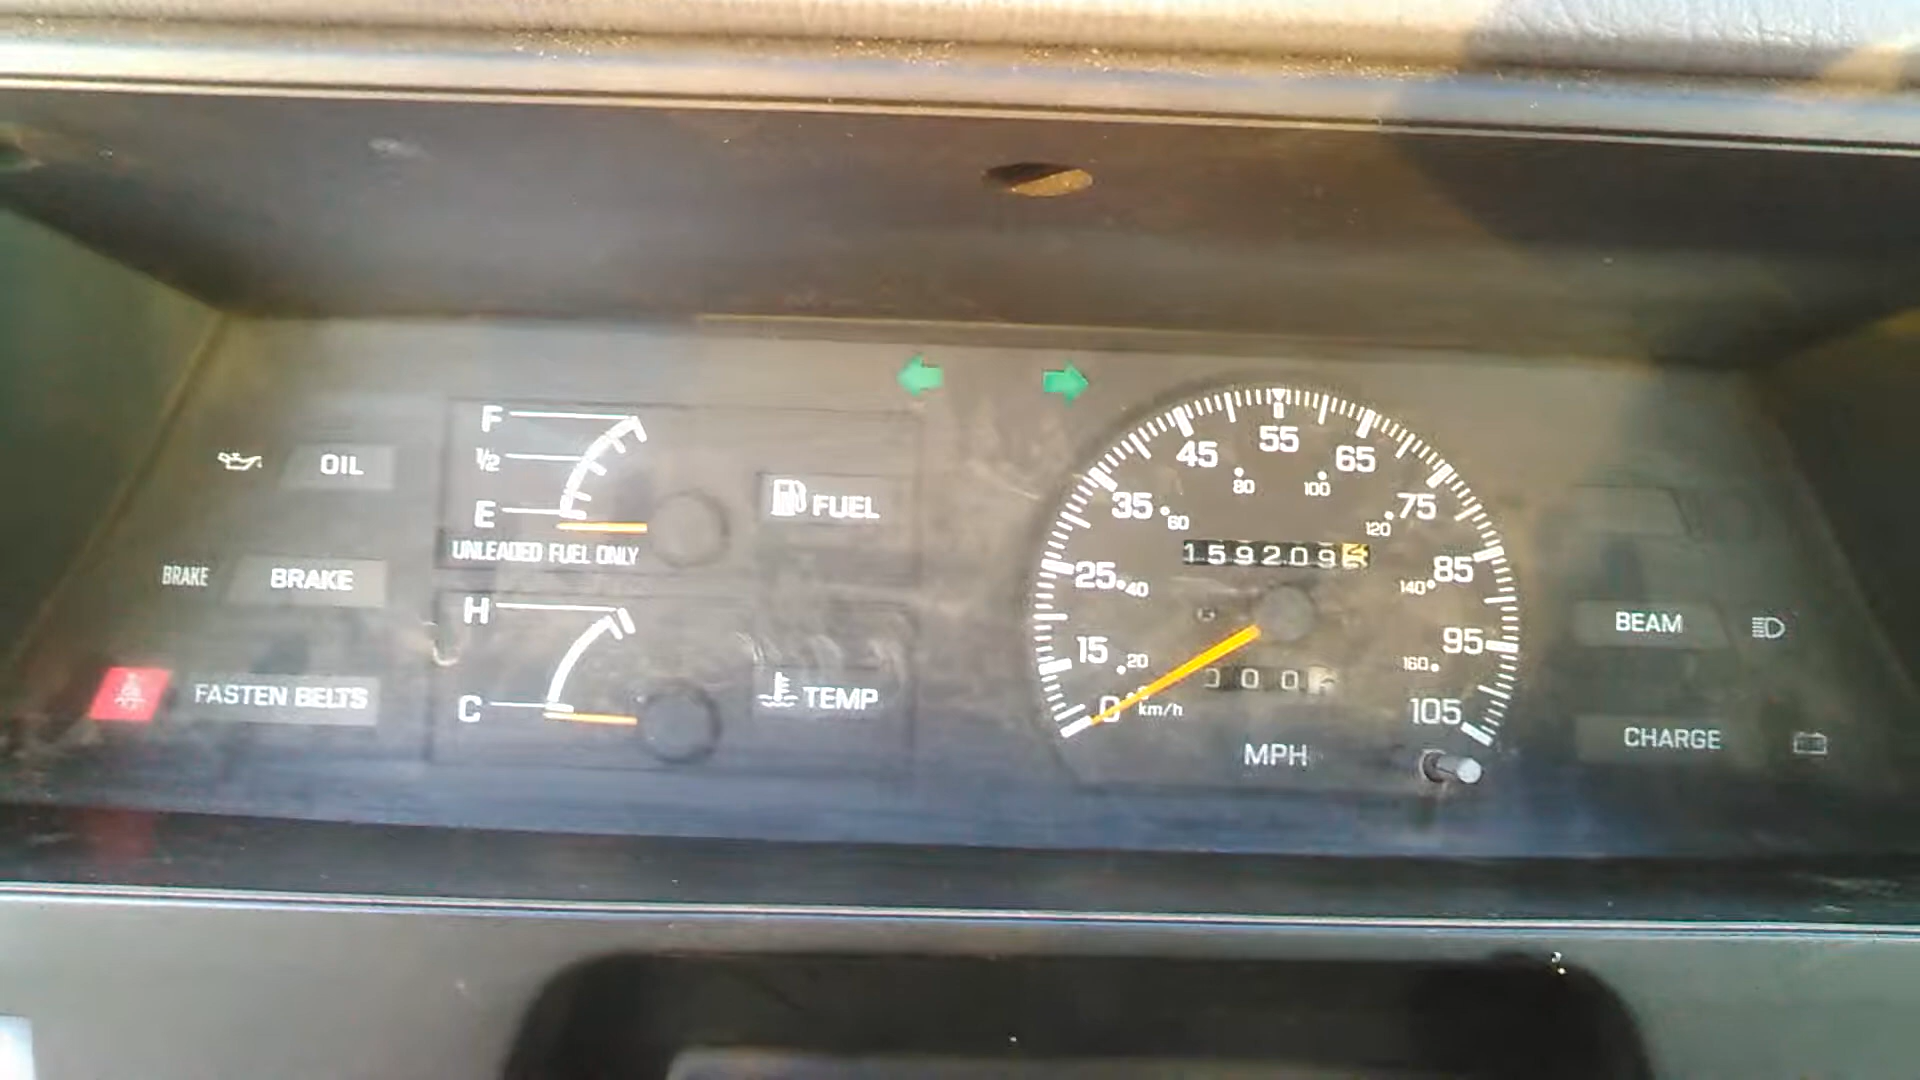 F
½
E
UNLEADED FUEL ONLY
FUEL
OIL
BRAKE
BRAKE
FASTEN BELTS
H
C
TEMP
0
15
25
35
45
55
65
75
85
95
105
20
40
60
80
100
120
140
160
km/h
159209
000
MPH
BEAM
CHARGE